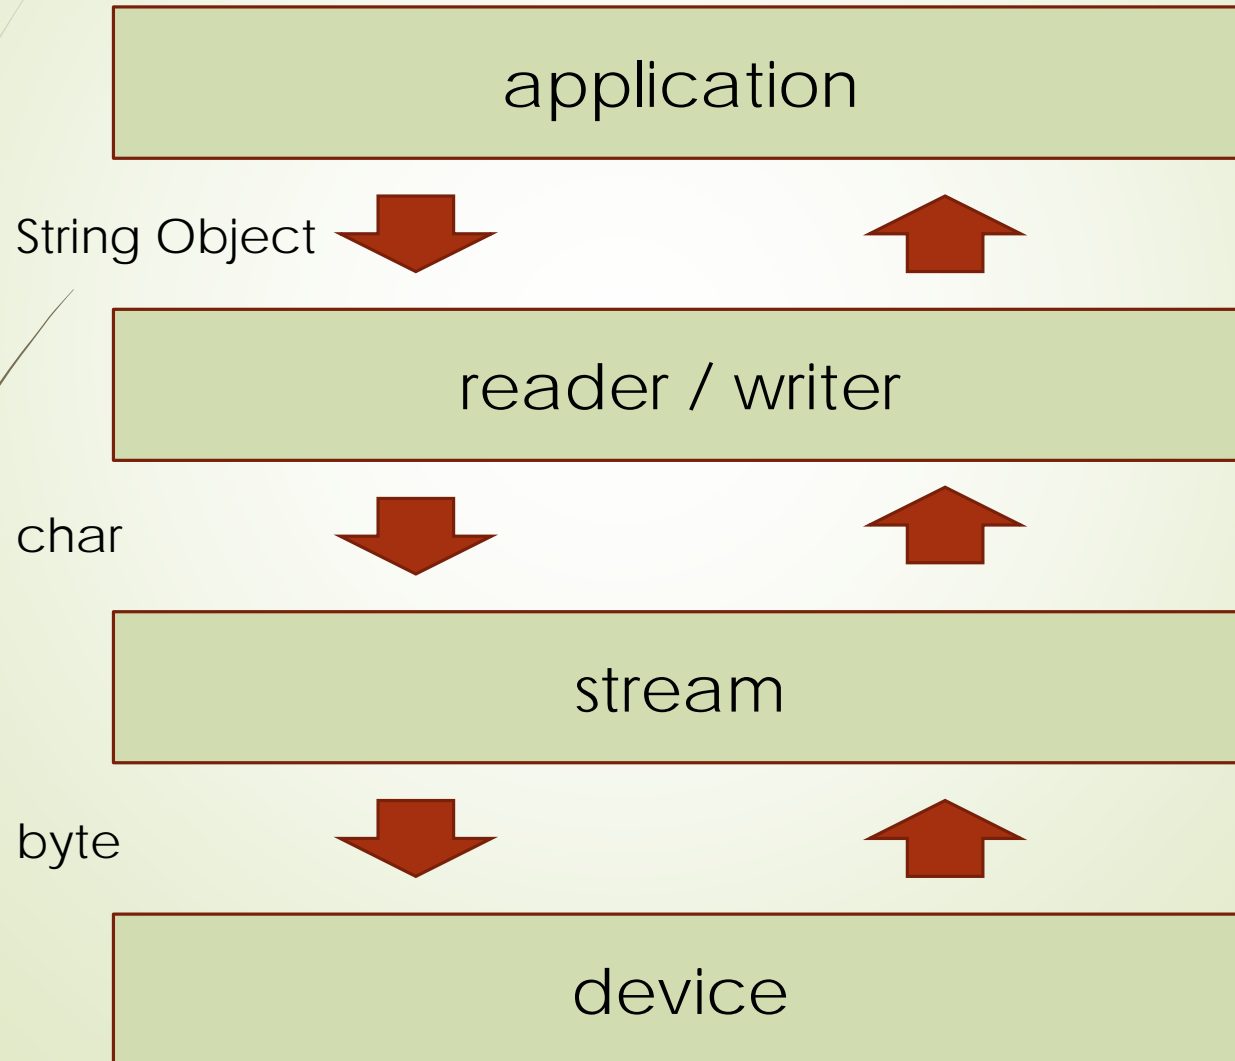 application
String Object
reader / writer
char
stream
byte
device